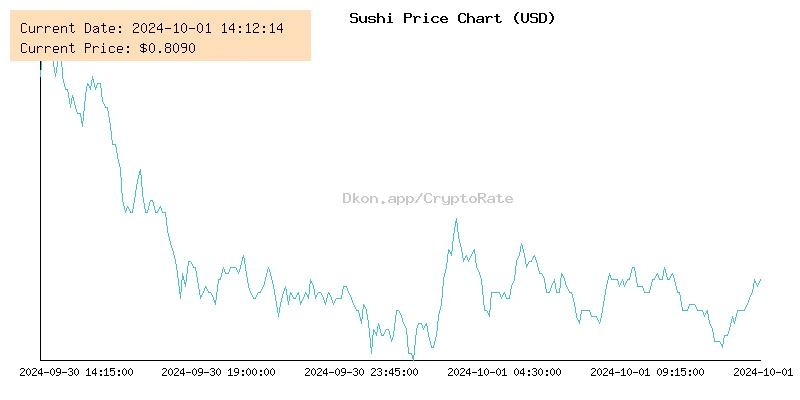 Sushi Price Chart (USD)
Current Date: 2024-10-01 14:12:14
Current Price: $0.8090
Dkon.app/CryptoRate
2024-09-30 14:15:00 2024-09-30 19:00:00 2024-09-30 23:45:00 2024-10-01 04:30:00 2024-10-01 09:15:00 2024-10-01